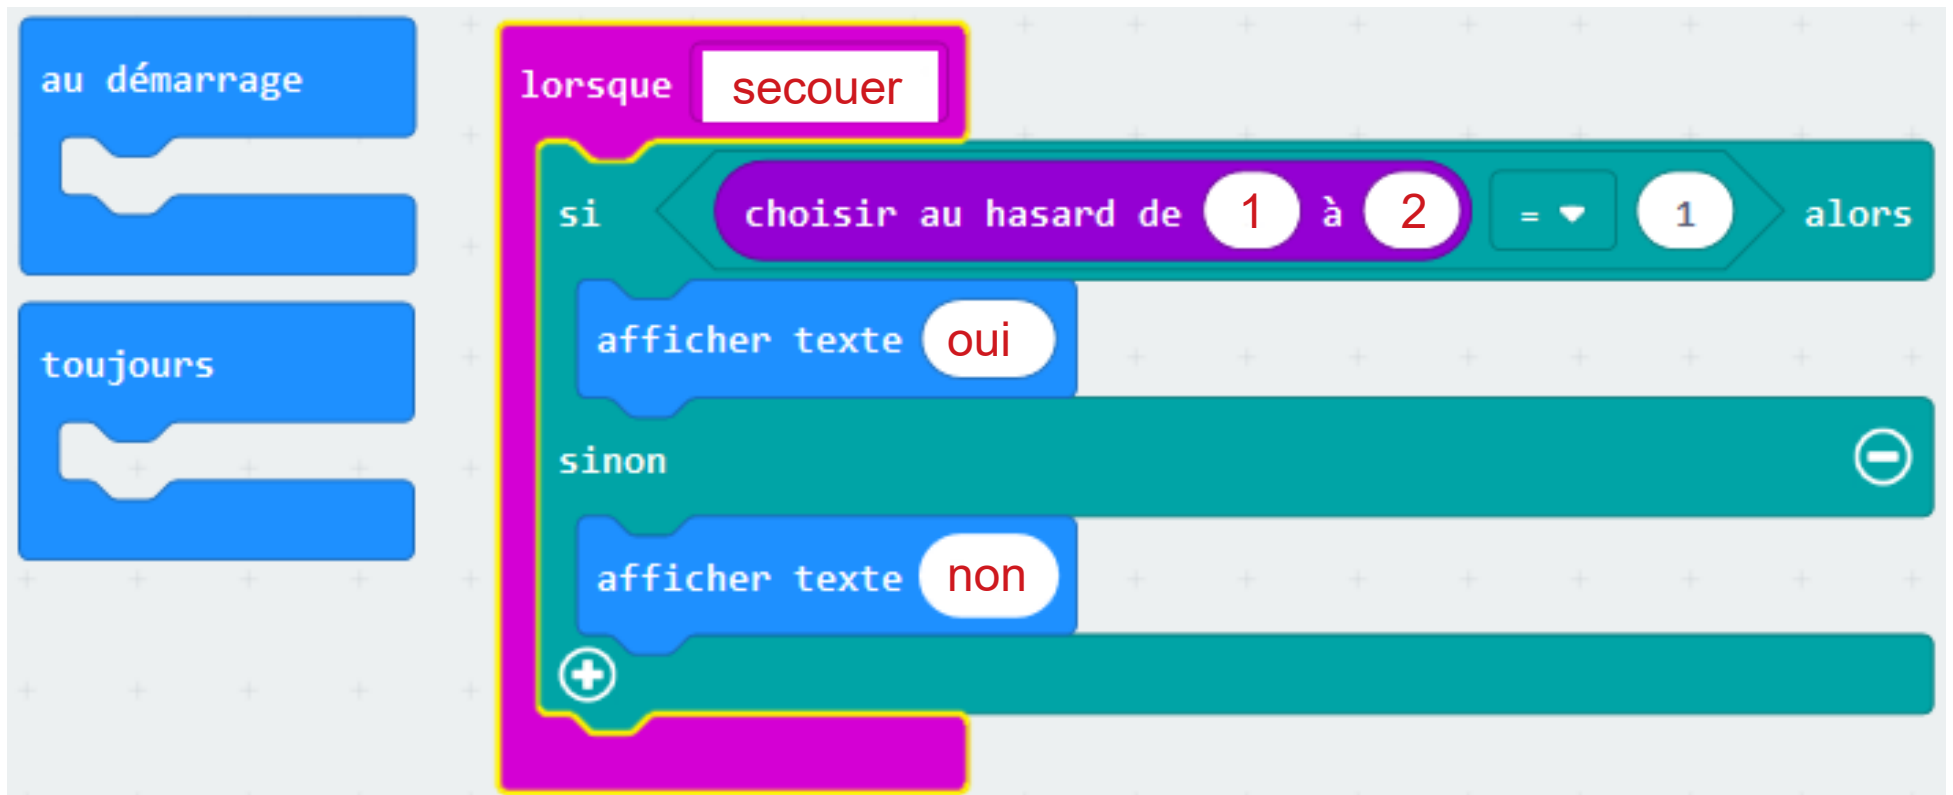 au démarrage
toujours
lorsque secouer
si choisir au hasard de 1 à 2 = 1 alors
afficher texte oui
sinon
afficher texte non